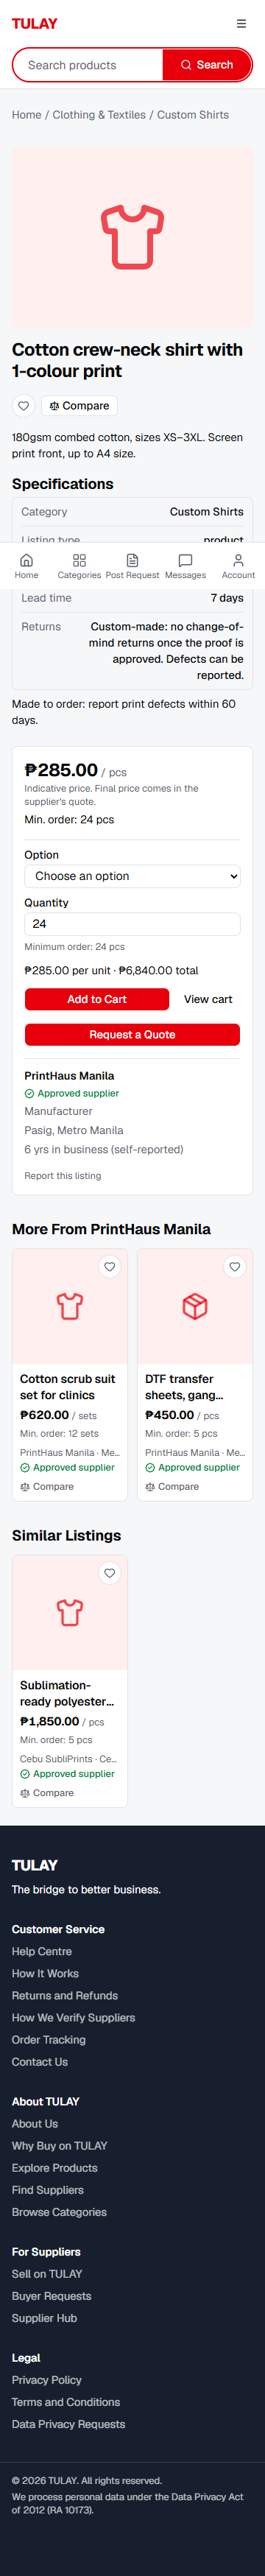 TULAY
Search products
Search
Home / Clothing & Textiles / Custom Shirts
Cotton crew-neck shirt with
1-colour print
Compare
180gsm combed cotton, sizes XS–3XL. Screen
print front, up to A4 size.
Specifications
Category Custom Shirts
Listing type product
Home Categories Post Request Messages Account
Lead time 7 days
Returns Custom-made: no change-of-
mind returns once the proof is
approved. Defects can be
reported.
Made to order: report print defects within 60
days.
₱285.00 / pcs
Indicative price. Final price comes in the
supplier's quote.
Min. order: 24 pcs
Option
Choose an option
Quantity
24
Minimum order: 24 pcs
₱285.00 per unit · ₱6,840.00 total
Add to Cart View cart
Request a Quote
PrintHaus Manila
Approved supplier
Manufacturer
Pasig, Metro Manila
6 yrs in business (self-reported)
Report this listing
More From PrintHaus Manila
Cotton scrub suit
set for clinics
₱620.00 / sets
Min. order: 12 sets
PrintHaus Manila · Me...
Approved supplier
Compare
DTF transfer
sheets, gang...
₱450.00 / pcs
Min. order: 5 pcs
PrintHaus Manila · Me...
Approved supplier
Compare
Similar Listings
Sublimation-
ready polyester...
₱1,850.00 / pcs
Min. order: 5 pcs
Cebu SubliPrints · Ce...
Approved supplier
Compare
TULAY
The bridge to better business.
Customer Service
Help Centre
How It Works
Returns and Refunds
How We Verify Suppliers
Order Tracking
Contact Us
About TULAY
About Us
Why Buy on TULAY
Explore Products
Find Suppliers
Browse Categories
For Suppliers
Sell on TULAY
Buyer Requests
Supplier Hub
Legal
Privacy Policy
Terms and Conditions
Data Privacy Requests
© 2026 TULAY. All rights reserved.
We process personal data under the Data Privacy Act
of 2012 (RA 10173).